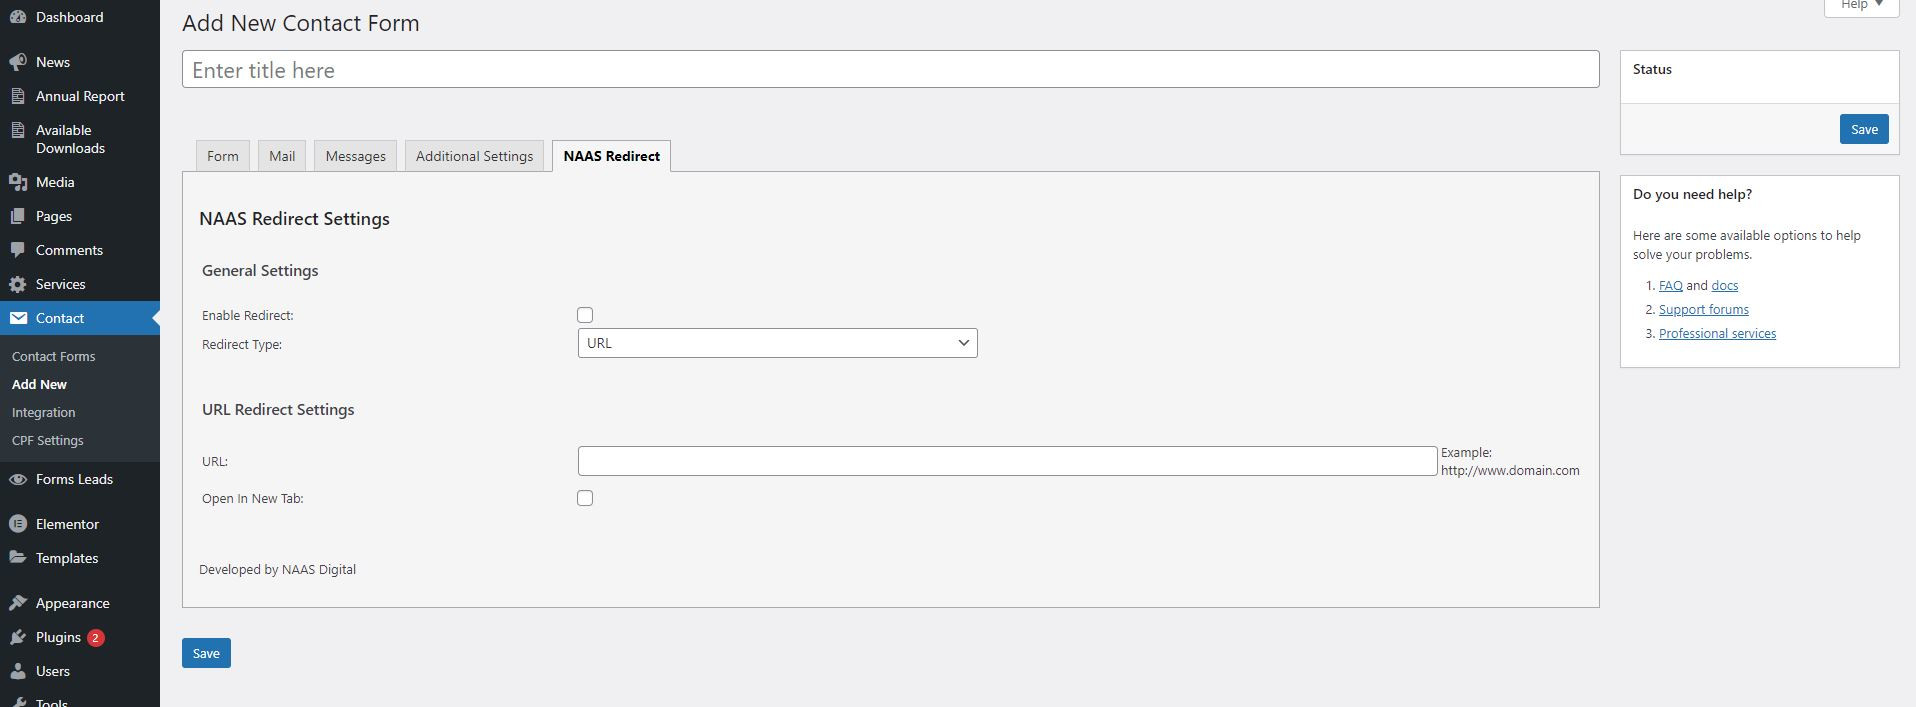 Dashboard
News
Annual Report
Available
Downloads
Media
Pages
Comments
Services
Contact
Contact Forms
Add New
Integration
CPF Settings
Forms Leads
Elementor
Templates
Appearance
Plugins 2
Users
Tools
Help
Add New Contact Form
Enter title here
Form Mail Messages Additional Settings NAAS Redirect
NAAS Redirect Settings
General Settings
Enable Redirect:
Redirect Type: URL
URL Redirect Settings
URL:
Example:
http://www.domain.com
Open In New Tab:
Developed by NAAS Digital
Save
Status
Save
Do you need help?
Here are some available options to help
solve your problems.
1. FAQ and docs
2. Support forums
3. Professional services